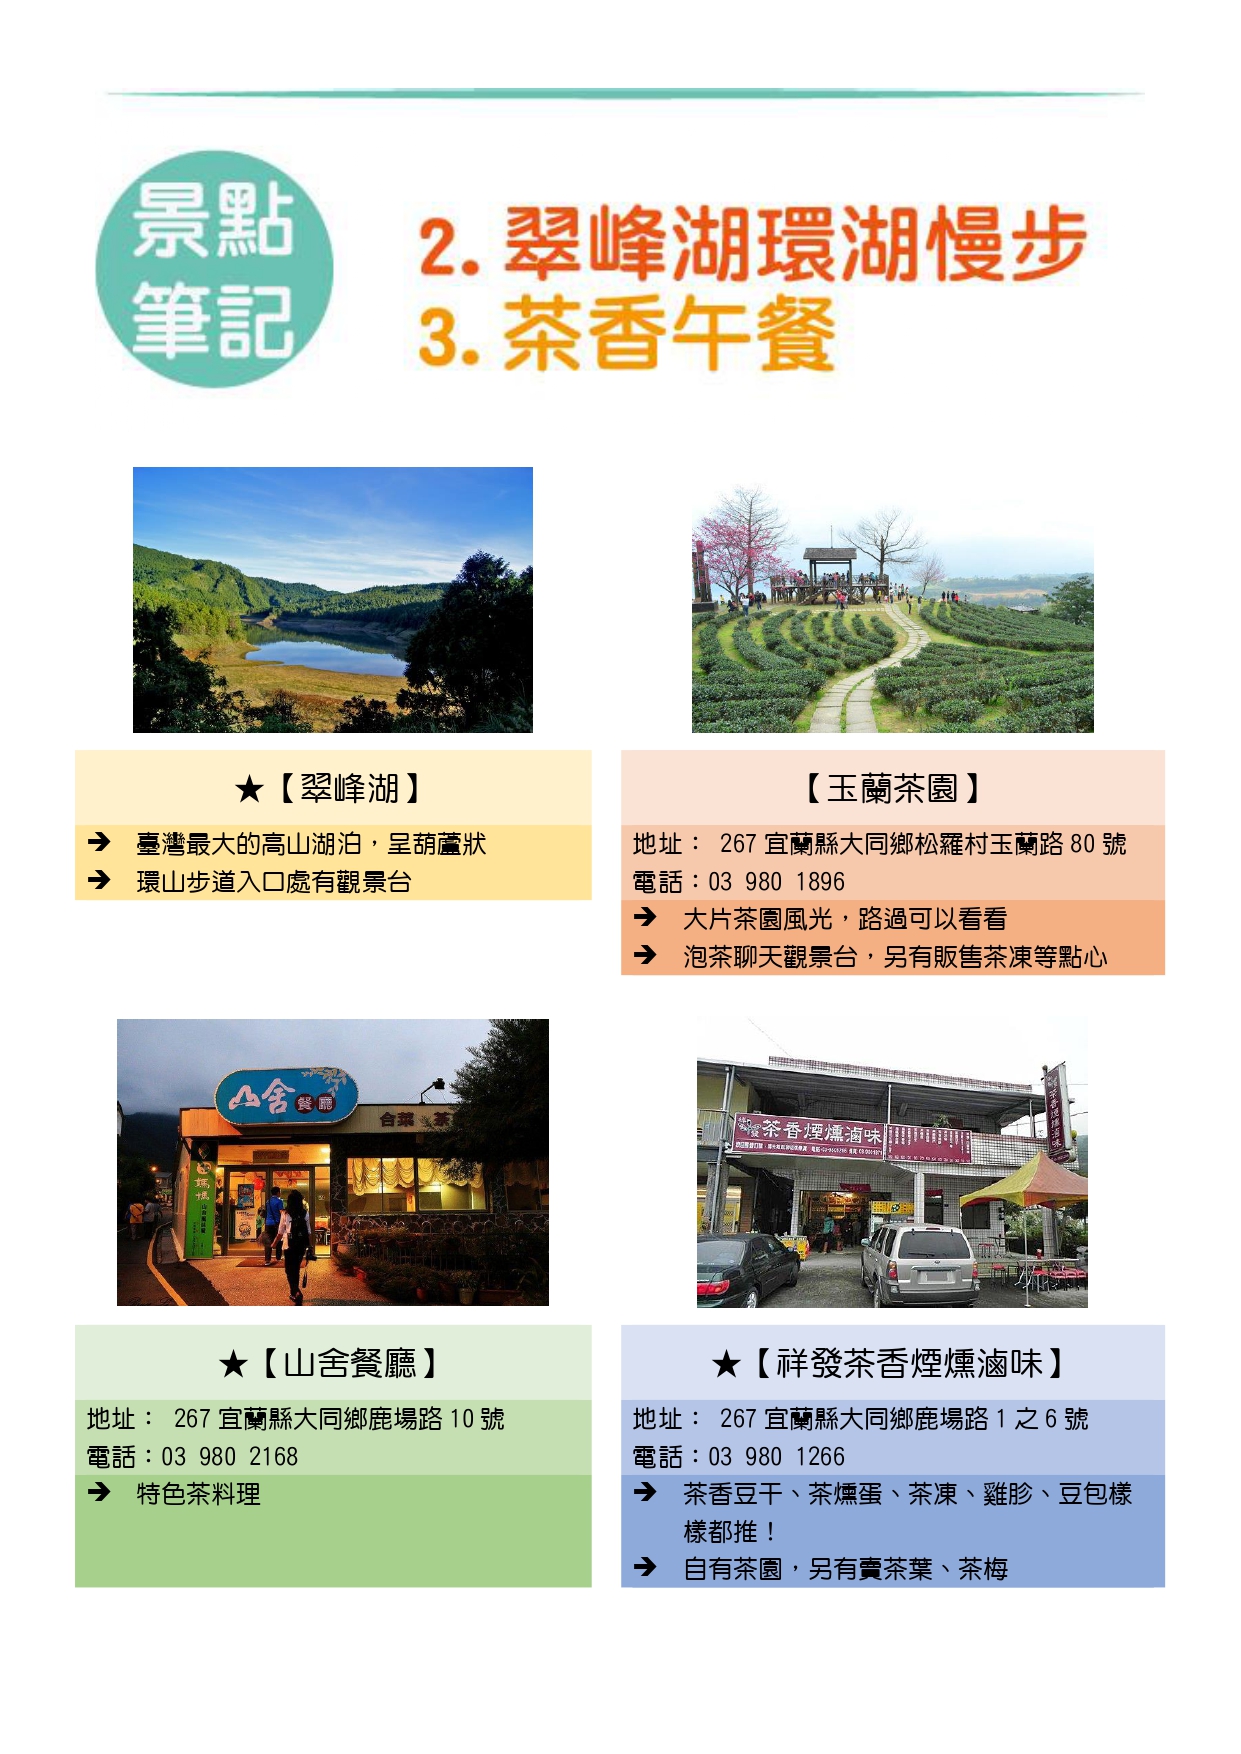 景點
筆記
2. 翠峰湖環湖慢步
3. 茶香午餐
★【翠峰湖】
➔ 臺灣最大的高山湖泊，呈葫蘆狀
➔ 環山步道入口處有觀景台
【玉蘭茶園】
地址： 267 宜蘭縣大同鄉松羅村玉蘭路 80 號
電話：03 980 1896
➔ 大片茶園風光，路過可以看看
➔ 泡茶聊天觀景台，另有販售茶凍等點心
山舍餐廳
合菜 茶
★【山舍餐廳】
地址： 267 宜蘭縣大同鄉鹿場路 10 號
電話：03 980 2168
➔ 特色茶料理
茶香煙燻滷味
茶香煙燻滷味
★【祥發茶香煙燻滷味】
地址： 267 宜蘭縣大同鄉鹿場路 1 之 6 號
電話：03 980 1266
➔ 茶香豆干、茶燻蛋、茶凍、雞胗、豆包樣
樣都推！
➔ 自有茶園，另有賣茶葉、茶梅